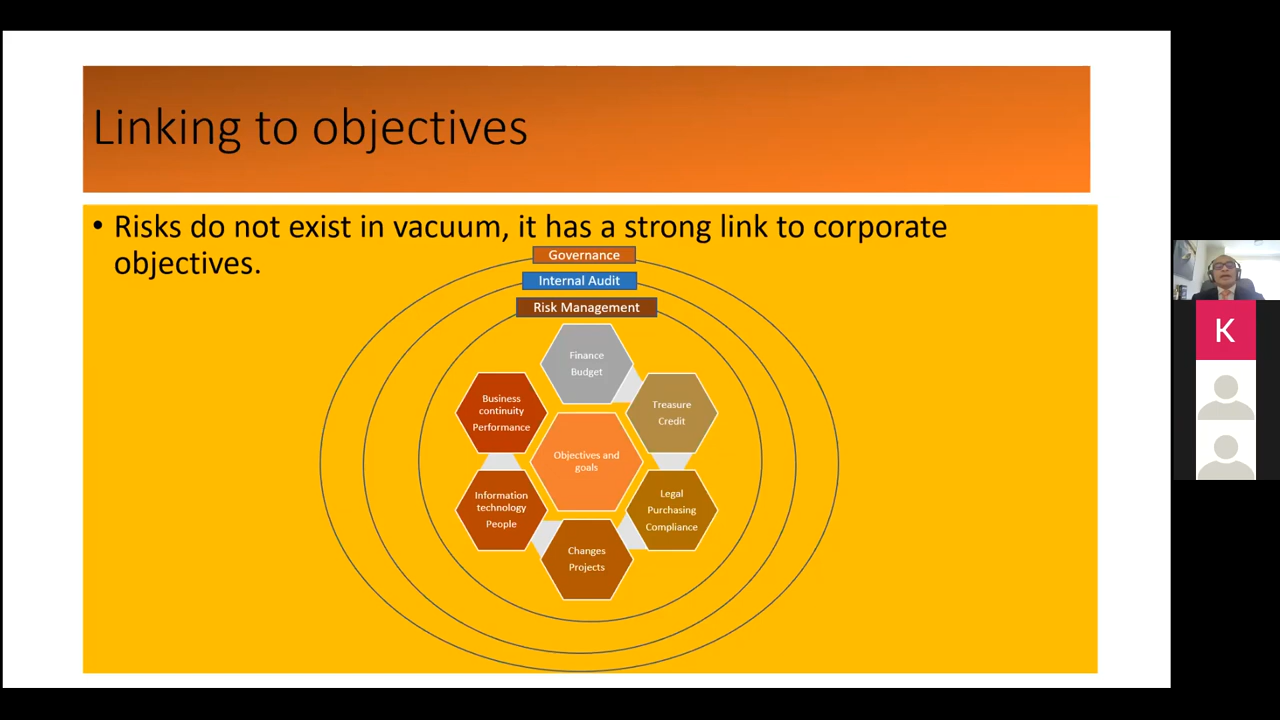 Linking to objectives
• Risks do not exist in vacuum, it has a strong link to corporate
objectives.
Governance
Internal Audit
Risk Management
Finance
Budget
Treasure
Credit
Legal
Purchasing
Compliance
Changes
Projects
Information
technology
People
Business
continuity
Performance
Objectives and
goals
K